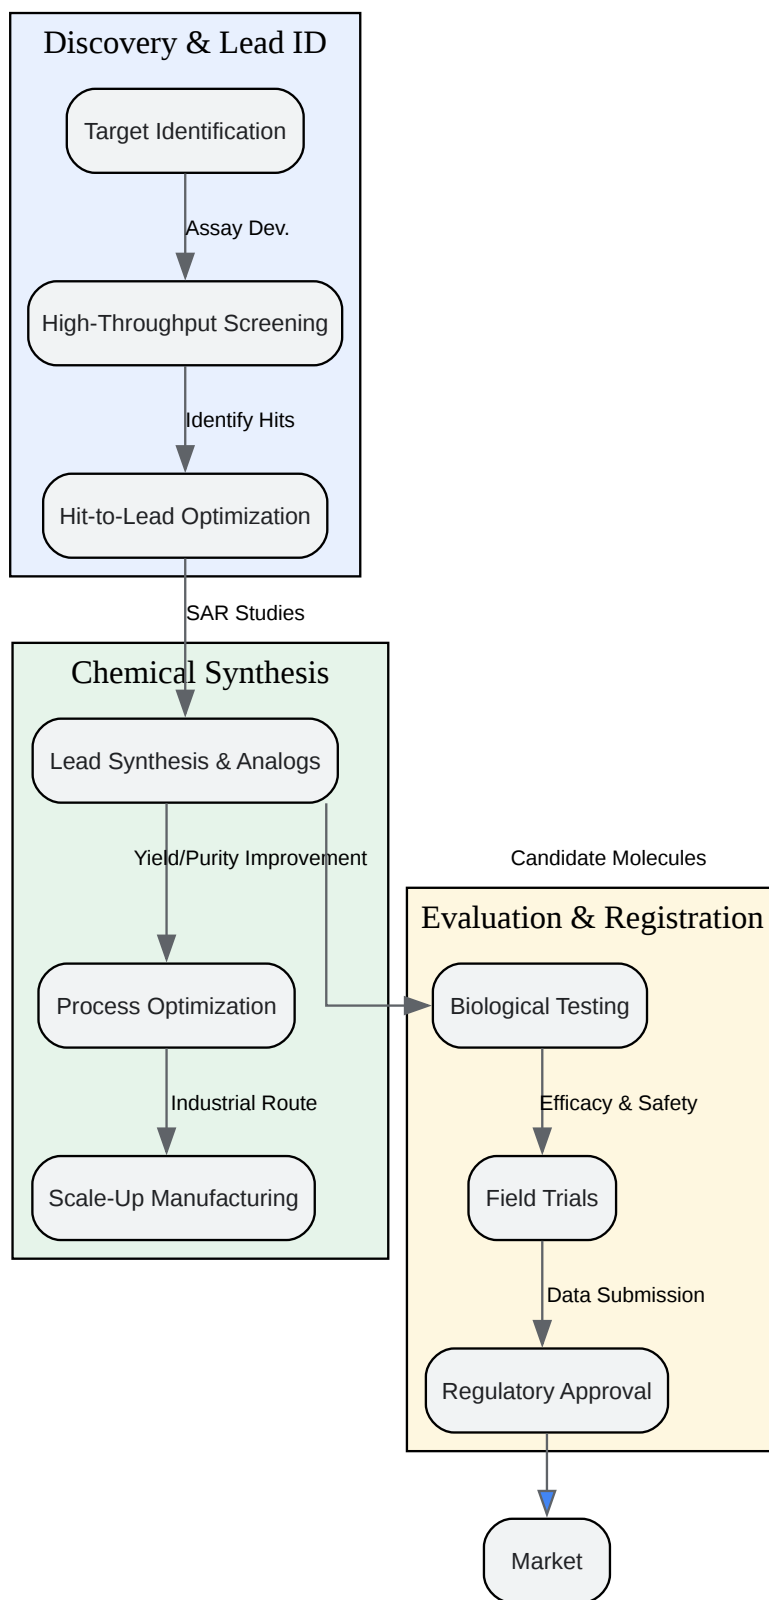 Discovery & Lead ID
Target Identification
Assay Dev.
High-Throughput Screening
Identify Hits
Hit-to-Lead Optimization
SAR Studies
Chemical Synthesis
Lead Synthesis & Analogs
Yield/Purity Improvement
Candidate Molecules
Evaluation & Registration
Process Optimization
Biological Testing
Industrial Route
Efficacy & Safety
Scale-Up Manufacturing
Field Trials
Data Submission
Regulatory Approval
Market